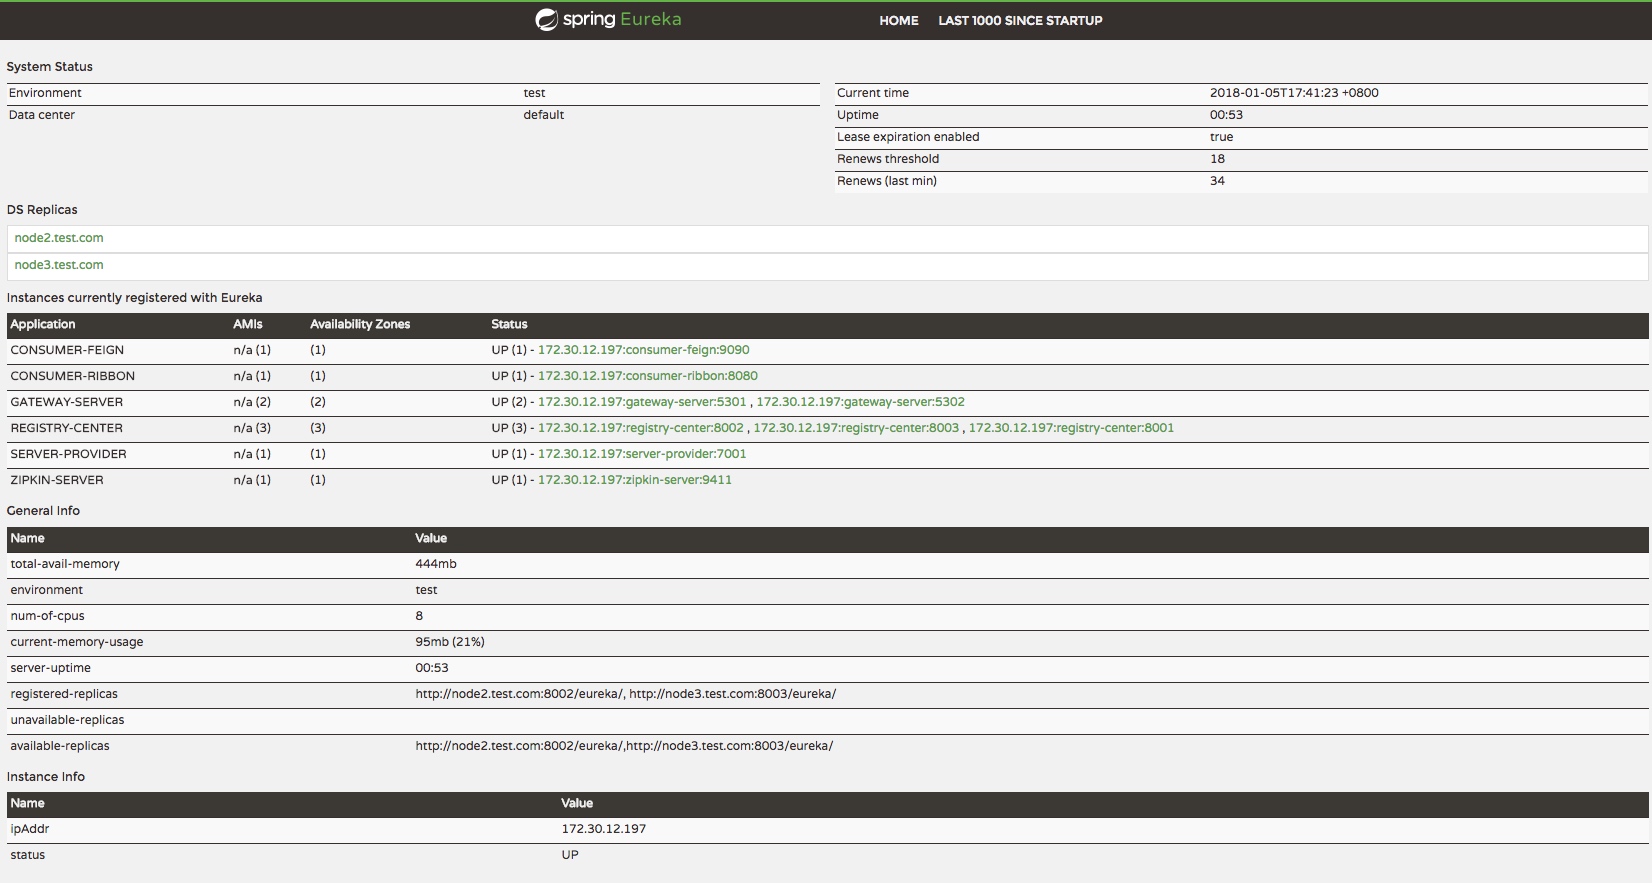 spring Eureka HOME LAST 1000 SINCE STARTUP
System Status
Environment test
Data center default
Current time 2018-01-05T17:41:23 +0800
Uptime 00:53
Lease expiration enabled true
Renews threshold 18
Renews (last min) 34
DS Replicas
node2.test.com
node3.test.com
Instances currently registered with Eureka
Application AMIs Availability Zones Status
CONSUMER-FEIGN n/a (1) (1) UP (1) - 172.30.12.197:consumer-feign:9090
CONSUMER-RIBBON n/a (1) (1) UP (1) - 172.30.12.197:consumer-ribbon:8080
GATEWAY-SERVER n/a (2) (2) UP (2) - 172.30.12.197:gateway-server:5301 , 172.30.12.197:gateway-server:5302
REGISTRY-CENTER n/a (3) (3) UP (3) - 172.30.12.197:registry-center:8002 , 172.30.12.197:registry-center:8003 , 172.30.12.197:registry-center:8001
SERVER-PROVIDER n/a (1) (1) UP (1) - 172.30.12.197:server-provider:7001
ZIPKIN-SERVER n/a (1) (1) UP (1) - 172.30.12.197:zipkin-server:9411
General Info
Name Value
total-avail-memory 444mb
environment test
num-of-cpus 8
current-memory-usage 95mb (21%)
server-uptime 00:53
registered-replicas http://node2.test.com:8002/eureka/, http://node3.test.com:8003/eureka/
unavailable-replicas
available-replicas http://node2.test.com:8002/eureka/,http://node3.test.com:8003/eureka/
Instance Info
Name Value
ipAddr 172.30.12.197
status UP